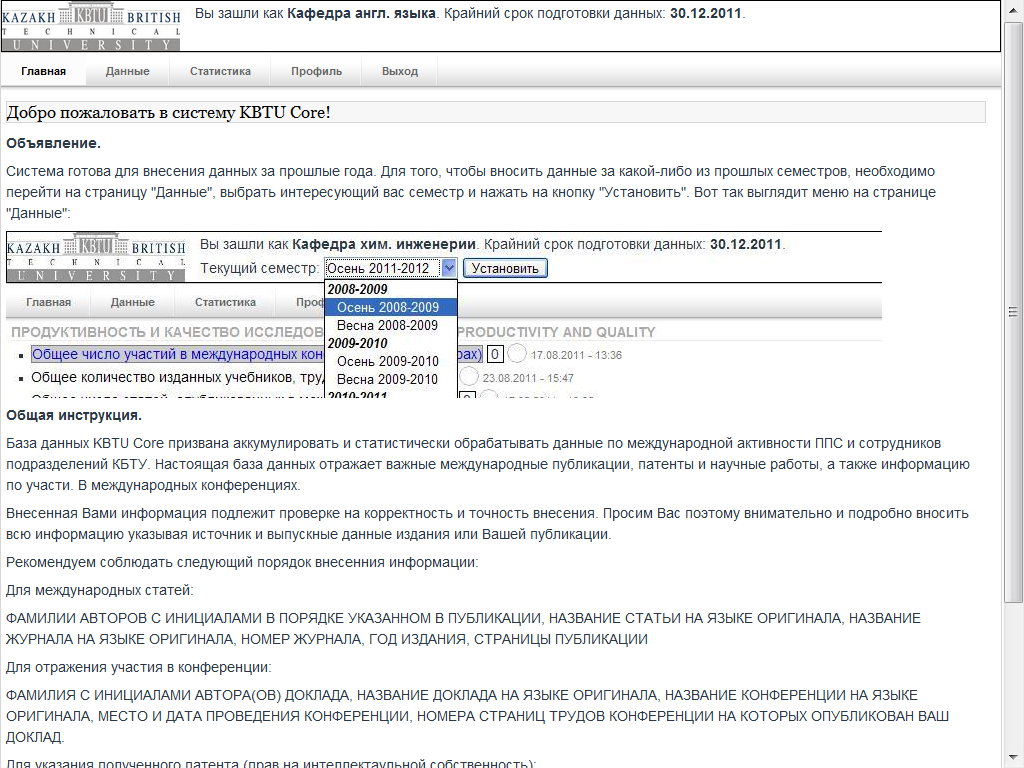 KAZAKH KBTU BRITISH
TECHNICAL
UNIVERSITY
Вы зашли как Кафедра англ. языка. Крайний срок подготовки данных: 30.12.2011.
Главная Данные Статистика Профиль Выход
Добро пожаловать в систему KBTU Core!
Объявление.
Система готова для внесения данных за прошлые года. Для того, чтобы вносить данные за какой-либо из прошлых семестров, необходимо
перейти на страницу "Данные", выбрать интересующий вас семестр и нажать на кнопку "Установить". Вот так выглядит меню на странице
"Данные":
KAZAKH KBTU BRITISH
TECHNICAL
UNIVERSITY
Вы зашли как Кафедра хим. инженерии. Крайний срок подготовки данных: 30.12.2011.
Текущий семестр: Осень 2011-2012 Установить
Главная Данные Статистика Проф
2008-2009
Осень 2008-2009
Весна 2008-2009
2009-2010
Осень 2009-2010
Весна 2009-2010
2010-2011
ПРОДУКТИВНОСТЬ И КАЧЕСТВО ИССЛЕДОВ PRODUCTIVITY AND QUALITY
Общее число участий в международных кон рах) 0 17.08.2011 - 13:36
Общее количество изданных учебников, тру 23.08.2011 - 15:47
Общая инструкция.
База данных KBTU Core призвана аккумулировать и статистически обрабатывать данные по международной активности ППС и сотрудников
подразделений КБТУ. Настоящая база данных отражает важные международные публикации, патенты и научные работы, а также информацию
по участи. В международных конференциях.
Внесенная Вами информация подлежит проверке на корректность и точность внесения. Просим Вас поэтому внимательно и подробно вносить
всю информацию указывая источник и выпускные данные издания или Вашей публикации.
Рекомендуем соблюдать следующий порядок внесенния информации:
Для международных статей:
ФАМИЛИИ АВТОРОВ С ИНИЦИАЛАМИ В ПОРЯДКЕ УКАЗАННОМ В ПУБЛИКАЦИИ, НАЗВАНИЕ СТАТЬИ НА ЯЗЫКЕ ОРИГИНАЛА, НАЗВАНИЕ
ЖУРНАЛА НА ЯЗЫКЕ ОРИГИНАЛА, НОМЕР ЖУРНАЛА, ГОД ИЗДАНИЯ, СТРАНИЦЫ ПУБЛИКАЦИИ
Для отражения участия в конференции:
ФАМИЛИЯ С ИНИЦИАЛАМИ АВТОРА(ОВ) ДОКЛАДА, НАЗВАНИЕ ДОКЛАДА НА ЯЗЫКЕ ОРИГИНАЛА, НАЗВАНИЕ КОНФЕРЕНЦИИ НА ЯЗЫКЕ
ОРИГИНАЛА, МЕСТО И ДАТА ПРОВЕДЕНИЯ КОНФЕРЕНЦИИ, НОМЕРА СТРАНИЦ ТРУДОВ КОНФЕРЕНЦИИ НА КОТОРЫХ ОПУБЛИКОВАН ВАШ
ДОКЛАД.
Для указания полученного патента (прав на интеллектаульной собственность):